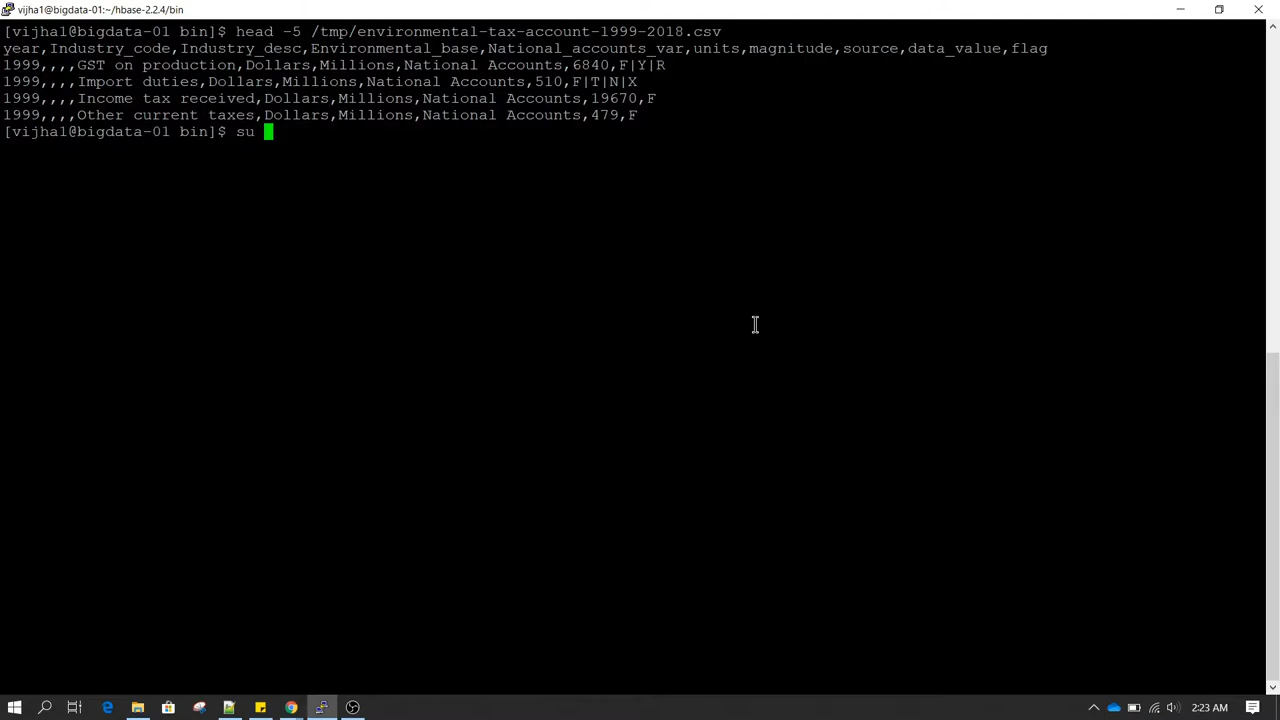 vijha1@bigdata-01:~/hbase-2.2.4/bin
[vijha1@bigdata-01 bin]$ head -5 /tmp/environmental-tax-account-1999-2018.csv
year,Industry_code,Industry_desc,Environmental_base,National_accounts_var,units,magnitude,source,data_value,flag
1999,,,,GST on production,Dollars,Millions,National Accounts,6840,F|Y|R
1999,,,,Import duties,Dollars,Millions,National Accounts,510,F|T|N|X
1999,,,,Income tax received,Dollars,Millions,National Accounts,19670,F
1999,,,,Other current taxes,Dollars,Millions,National Accounts,479,F
[vijha1@bigdata-01 bin]$ su
2:23 AM